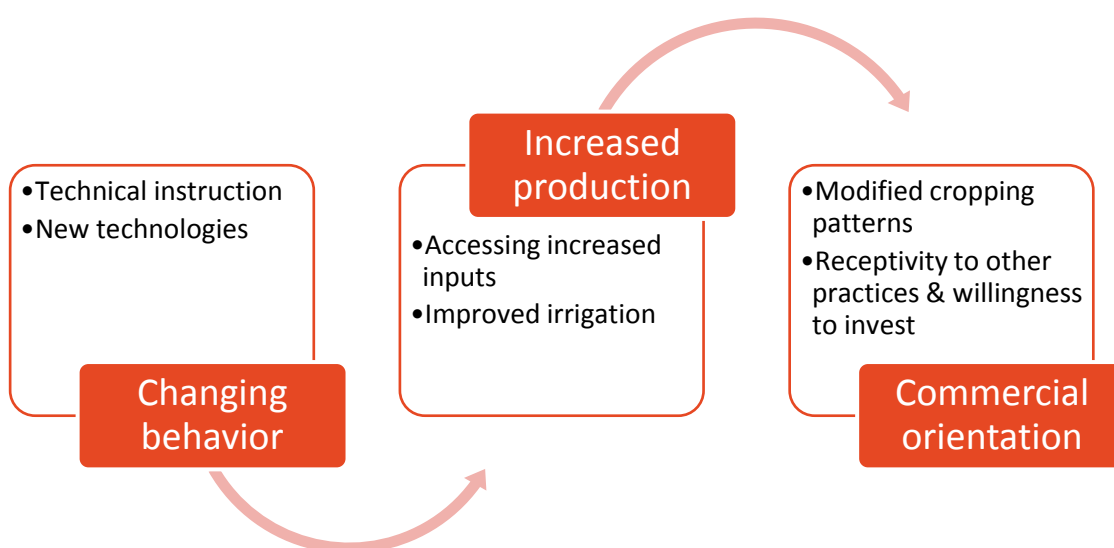 •Technical instruction
•New technologies
Changing
behavior
Increased
production
•Accessing increased
inputs
•Improved irrigation
•Modified cropping
patterns
•Receptivity to other
practices & willingness
to invest
Commercial
orientation